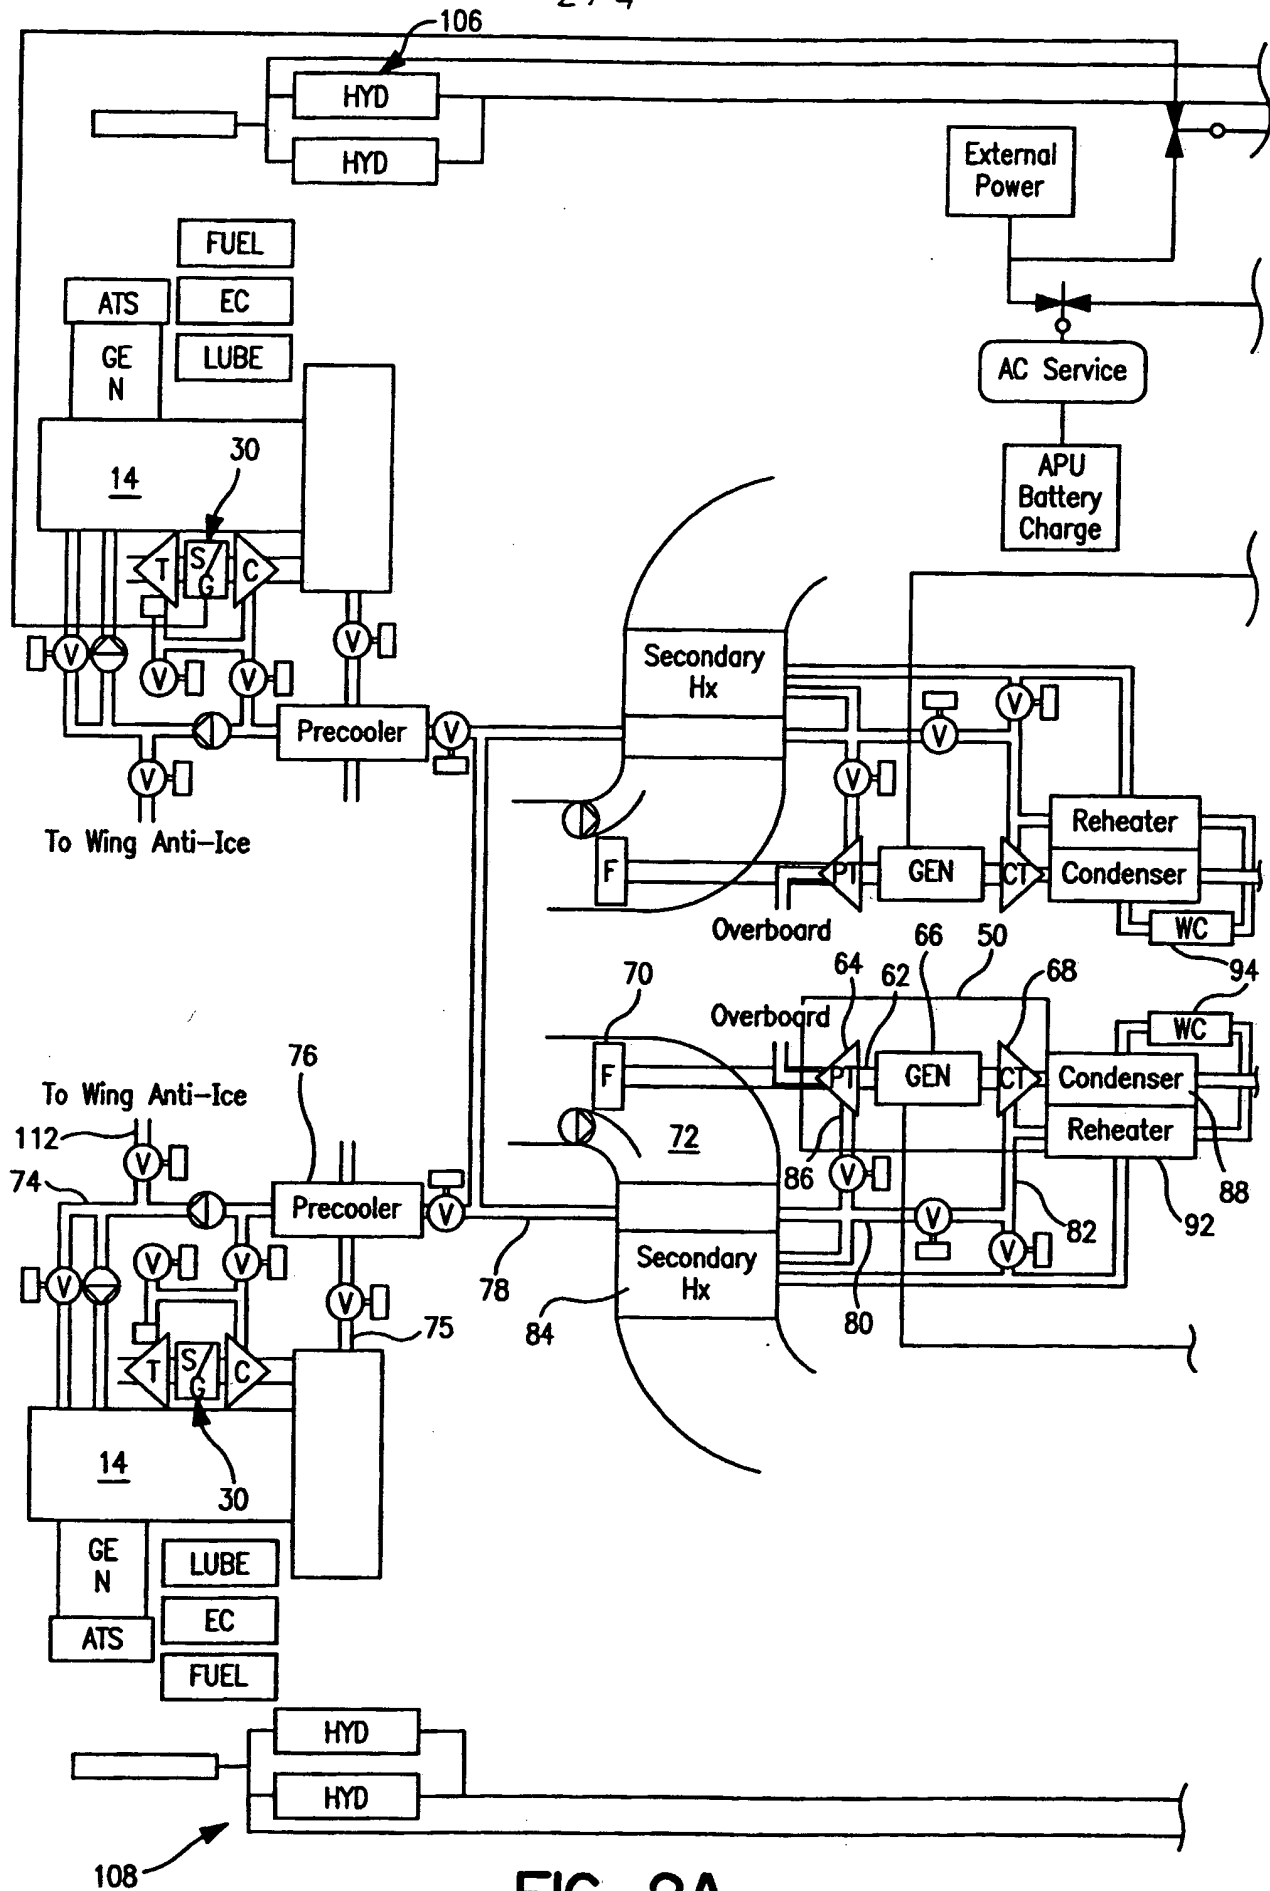 106
HYD
HYD
External
Power
FUEL
ATS
EC
GE
N
LUBE
AC Service
14
30
APU
Battery
Charge
T
S/G
C
V
V
V
V
V
Secondary
Hx
Precooler
V
V
V
V
V
To Wing Anti-Ice
Reheater
F
PT
GEN
CT
Condenser
Overboard
WC
66
50
94
70
64
62
68
Overboard
WC
76
F
PT
GEN
CT
Condenser
To Wing Anti-Ice
112
V
72
86
V
Reheater
88
74
Precooler
V
V
82
92
V
V
V
78
Secondary
Hx
80
V
V
84
75
T
S/G
C
14
30
GE
N
LUBE
EC
ATS
FUEL
HYD
HYD
108